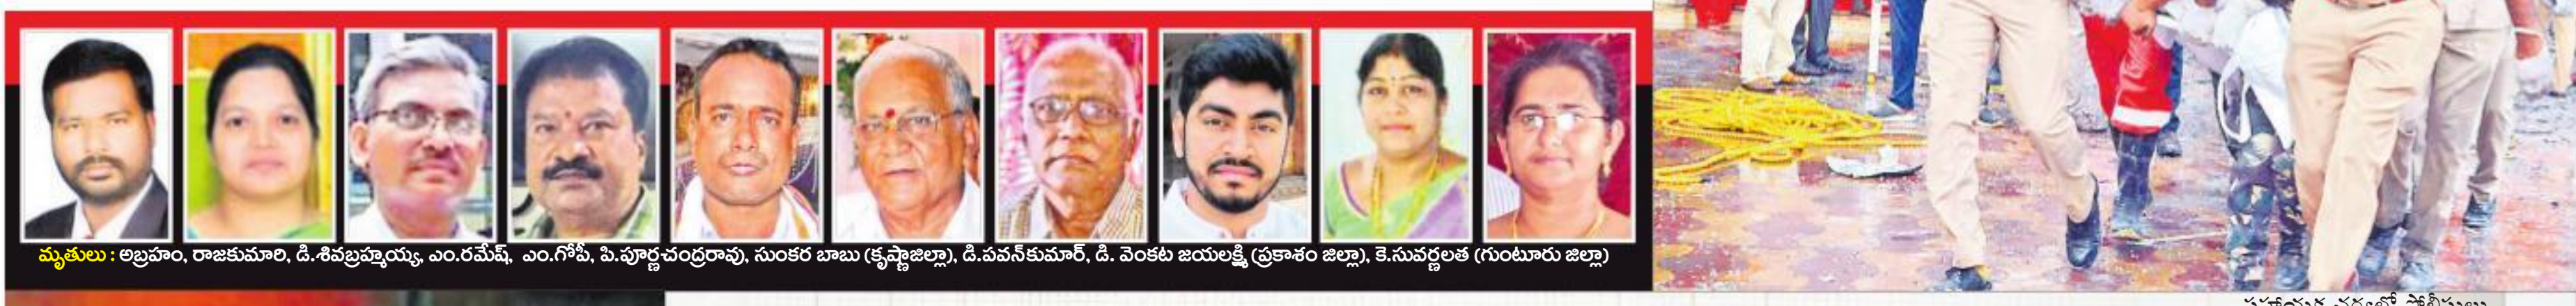 మృతులు : అబ్రహం, రాజకుమారి, డి.శివబ్రహ్మయ్య, ఎం.రమేష్, ఎం.గోపీ, పి.పూర్ణచంద్రరావు, సుంకర బాబు (కృష్ణాజిల్లా), డి.పవన్‌కుమార్, డి. వెంకట జయలక్ష్మి (ప్రకాశం జిల్లా), కె.సువర్ణలత (గుంటూరు జిల్లా)